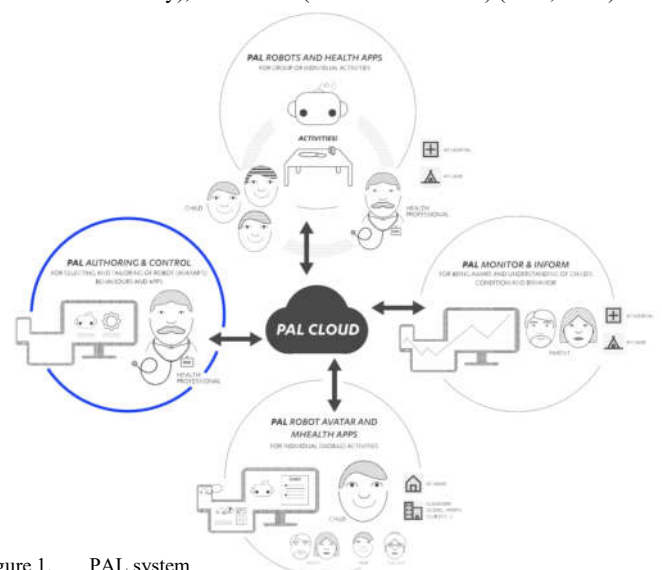 PAL ROBOTS AND HEALTH APPS
FOR GROUP OR INDIVIDUAL ACTIVITIES
ACTIVITIES!
AT HOSPITAL
AT CAMP
CHILD
HEALTH
PROFESSIONAL
PAL AUTHORING & CONTROL
FOR SELECTING AND TAILORING OF ROBOT (AVATAR'S)
BEHAVIOURS AND APPS
HEALTH
PROFESSIONAL
PAL CLOUD
PAL MONITOR & INFORM
FOR BEING AWARE AND UNDERSTANDING OF CHILD'S
CONDITION AND BEHAVIOR
PARENT
AT HOSPITAL
AT CAMP
PAL ROBOT AVATAR AND
MHEALTH APPS
FOR INDIVIDUAL (MOBILE) ACTIVITIES
CHILD
AT HOME
gure 1. PAL system